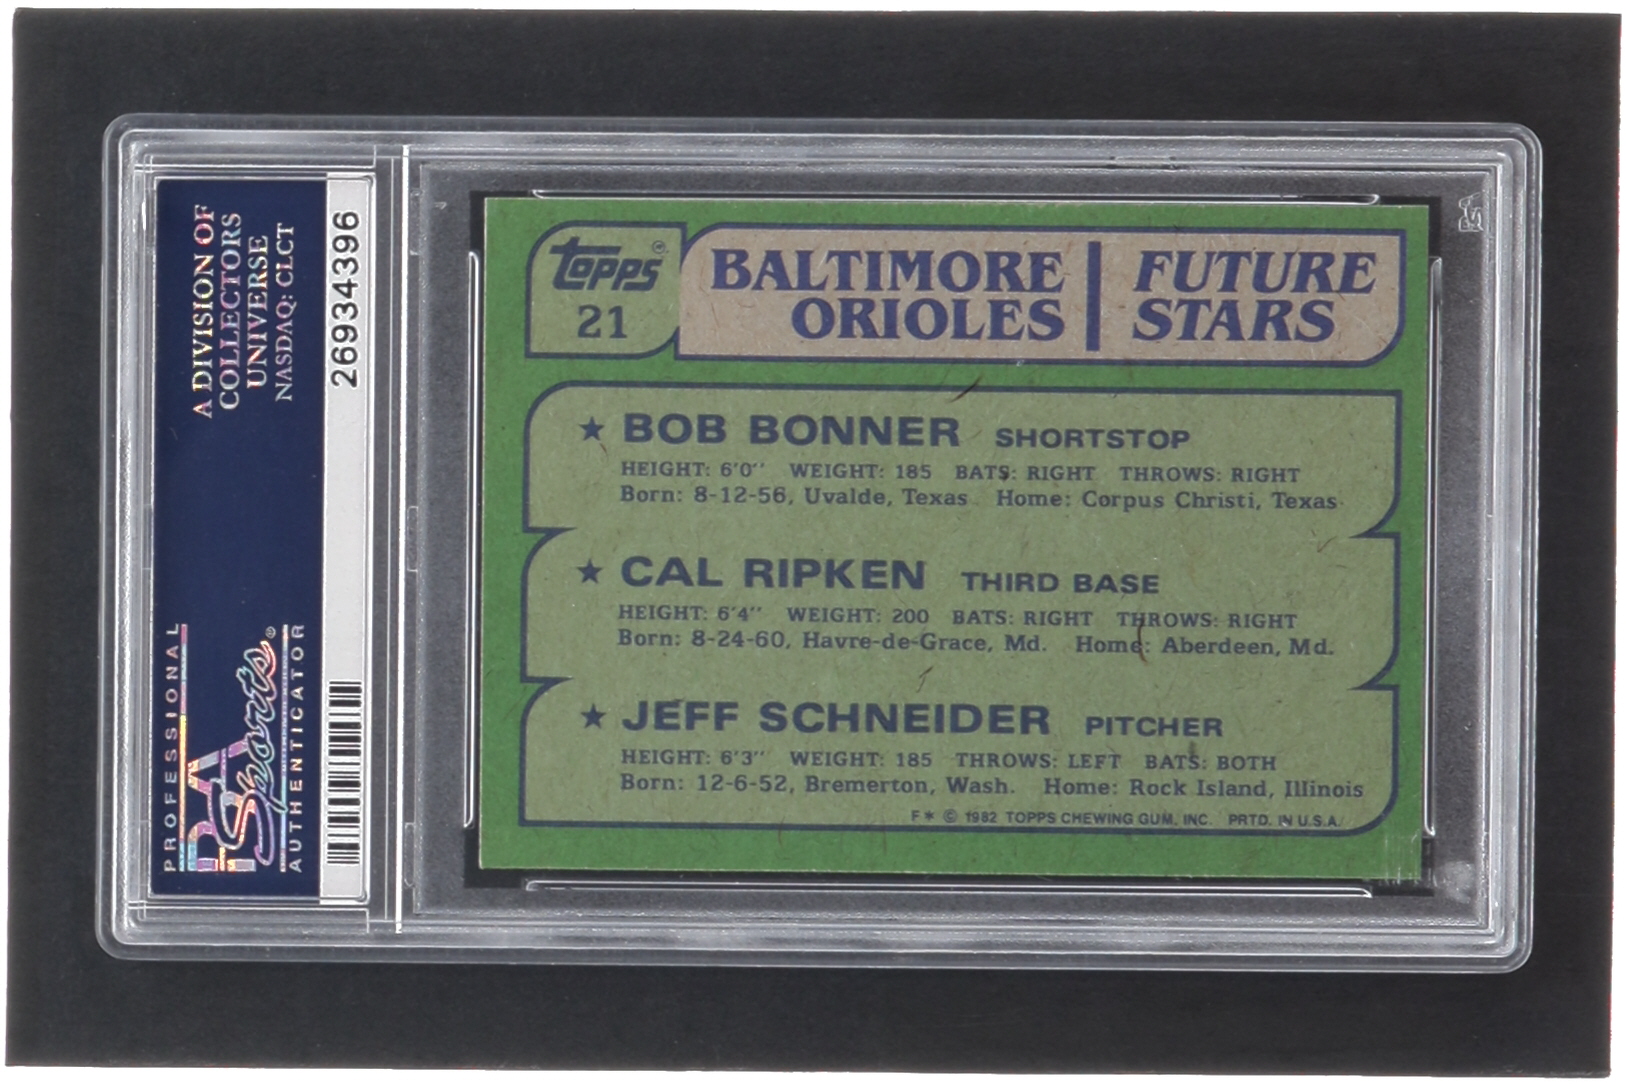 A DIVISION OF
COLLECTORS
UNIVERSE
NASDAQ: CLCT
26934396
PROFESSIONAL
PSA
Sports®
AUTHENTICATOR
topps®
21
BALTIMORE
ORIOLES
FUTURE
STARS
★ BOB BONNER SHORTSTOP
HEIGHT: 6'0'' WEIGHT: 185 BATS: RIGHT THROWS: RIGHT
Born: 8-12-56, Uvalde, Texas Home: Corpus Christi, Texas
★ CAL RIPKEN THIRD BASE
HEIGHT: 6'4'' WEIGHT: 200 BATS: RIGHT THROWS: RIGHT
Born: 8-24-60, Havre-de-Grace, Md. Home: Aberdeen, Md.
★ JEFF SCHNEIDER PITCHER
HEIGHT: 6'3'' WEIGHT: 185 THROWS: LEFT BATS: BOTH
Born: 12-6-52, Bremerton, Wash. Home: Rock Island, Illinois
F* © 1982 TOPPS CHEWING GUM, INC. PRTD. IN U.S.A.
PSA